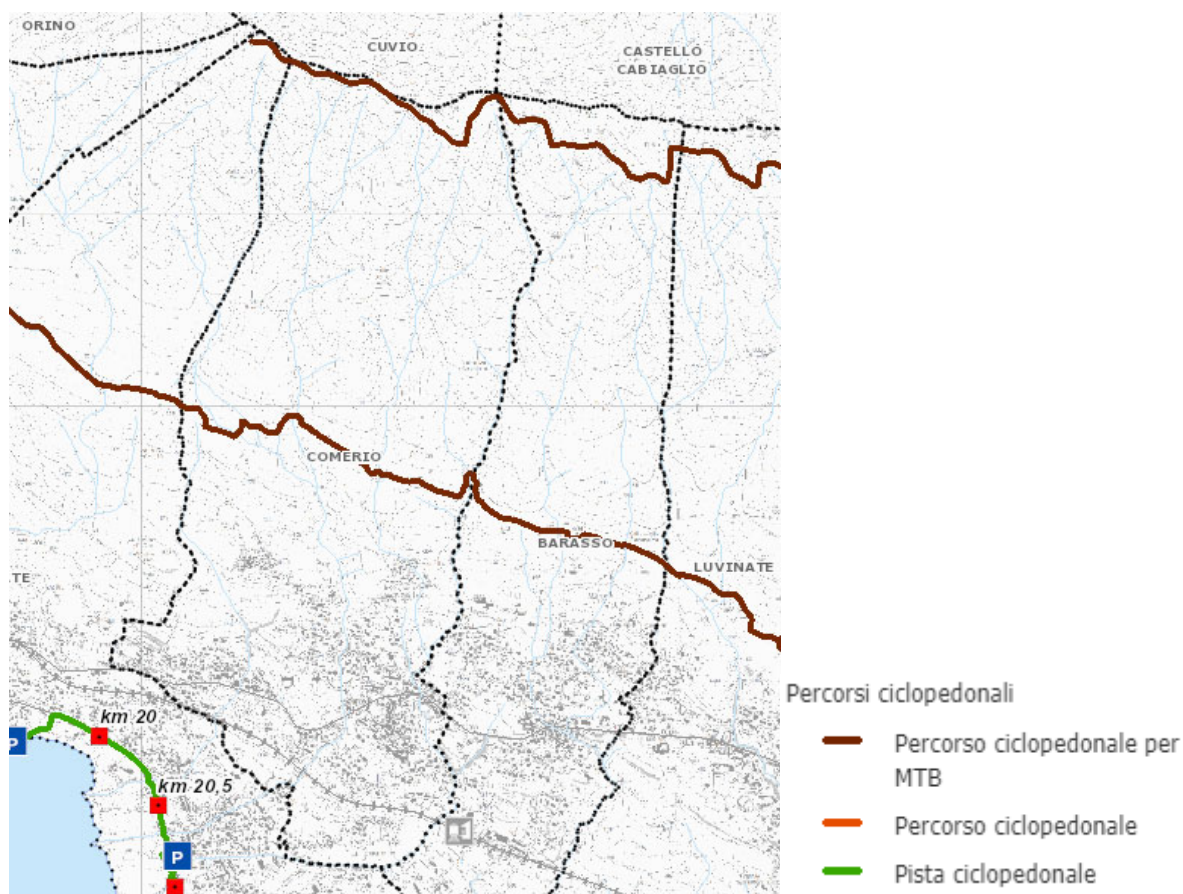 ORINO
CUVIO
CASTELLO
CABIAGLIO
COMERIO
BARASSO
LUVINATE
TE
km 20
P
km 20,5
P
Percorsi ciclopedonali
Percorso ciclopedonale per
MTB
Percorso ciclopedonale
Pista ciclopedonale